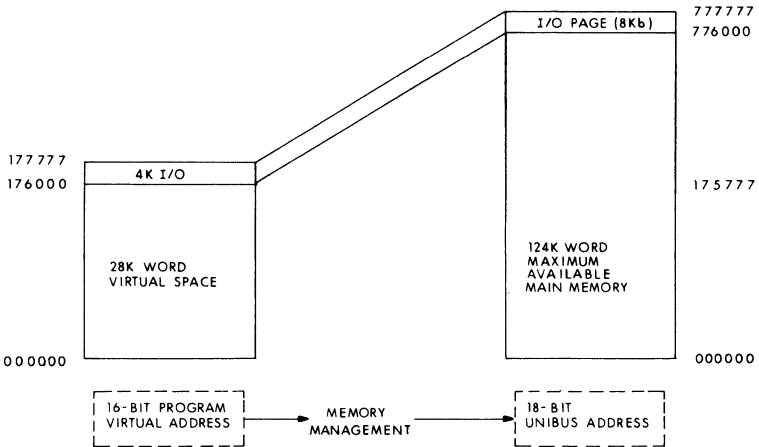 777777
I/O PAGE (8Kb)
776000
177777
4K I/O
176000
175777
28K WORD
VIRTUAL SPACE
124K WORD
MAXIMUM
AVAILABLE
MAIN MEMORY
000000
000000
16-BIT PROGRAM
VIRTUAL ADDRESS
MEMORY
MANAGEMENT
18-BIT
UNIBUS ADDRESS